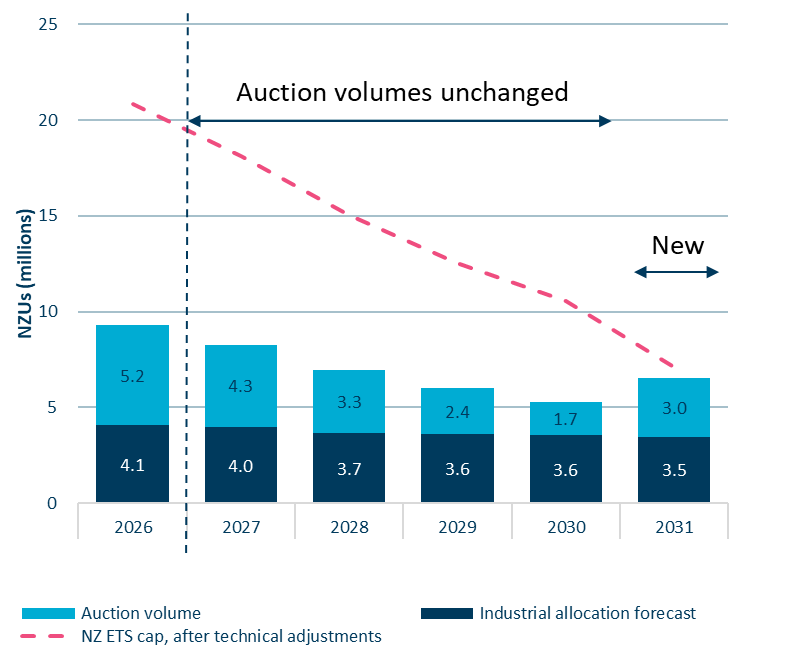 25
Auction volumes unchanged
20
15
New
NZUs (millions)
10
5.2
4.3
3.3
2.4
1.7
3.0
5
4.1
4.0
3.7
3.6
3.6
3.5
0
2026 2027 2028 2029 2030 2031
Auction volume
Industrial allocation forecast
NZ ETS cap, after technical adjustments